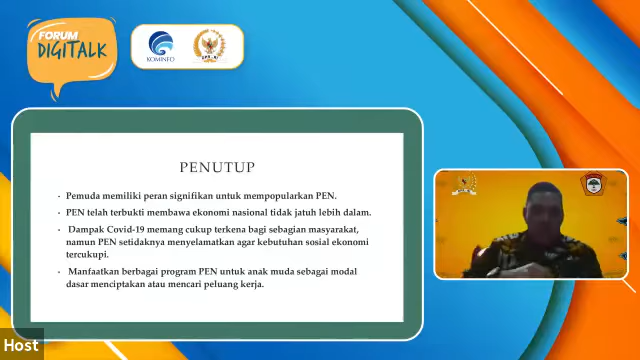 FORUM
DIGITALK
KOMINFO
PENUTUP
• Pemuda memiliki peran signifikan untuk mempopularkan PEN.
• PEN telah terbukti membawa ekonomi nasional tidak jatuh lebih dalam.
• Dampak Covid-19 memang cukup terkena bagi sebagian masyarakat,
namun PEN setidaknya menyelamatkan agar kebutuhan sosial ekonomi
tercukupi.
• Manfaatkan berbagai program PEN untuk anak muda sebagai modal
dasar menciptakan atau mencari peluang kerja.
Host